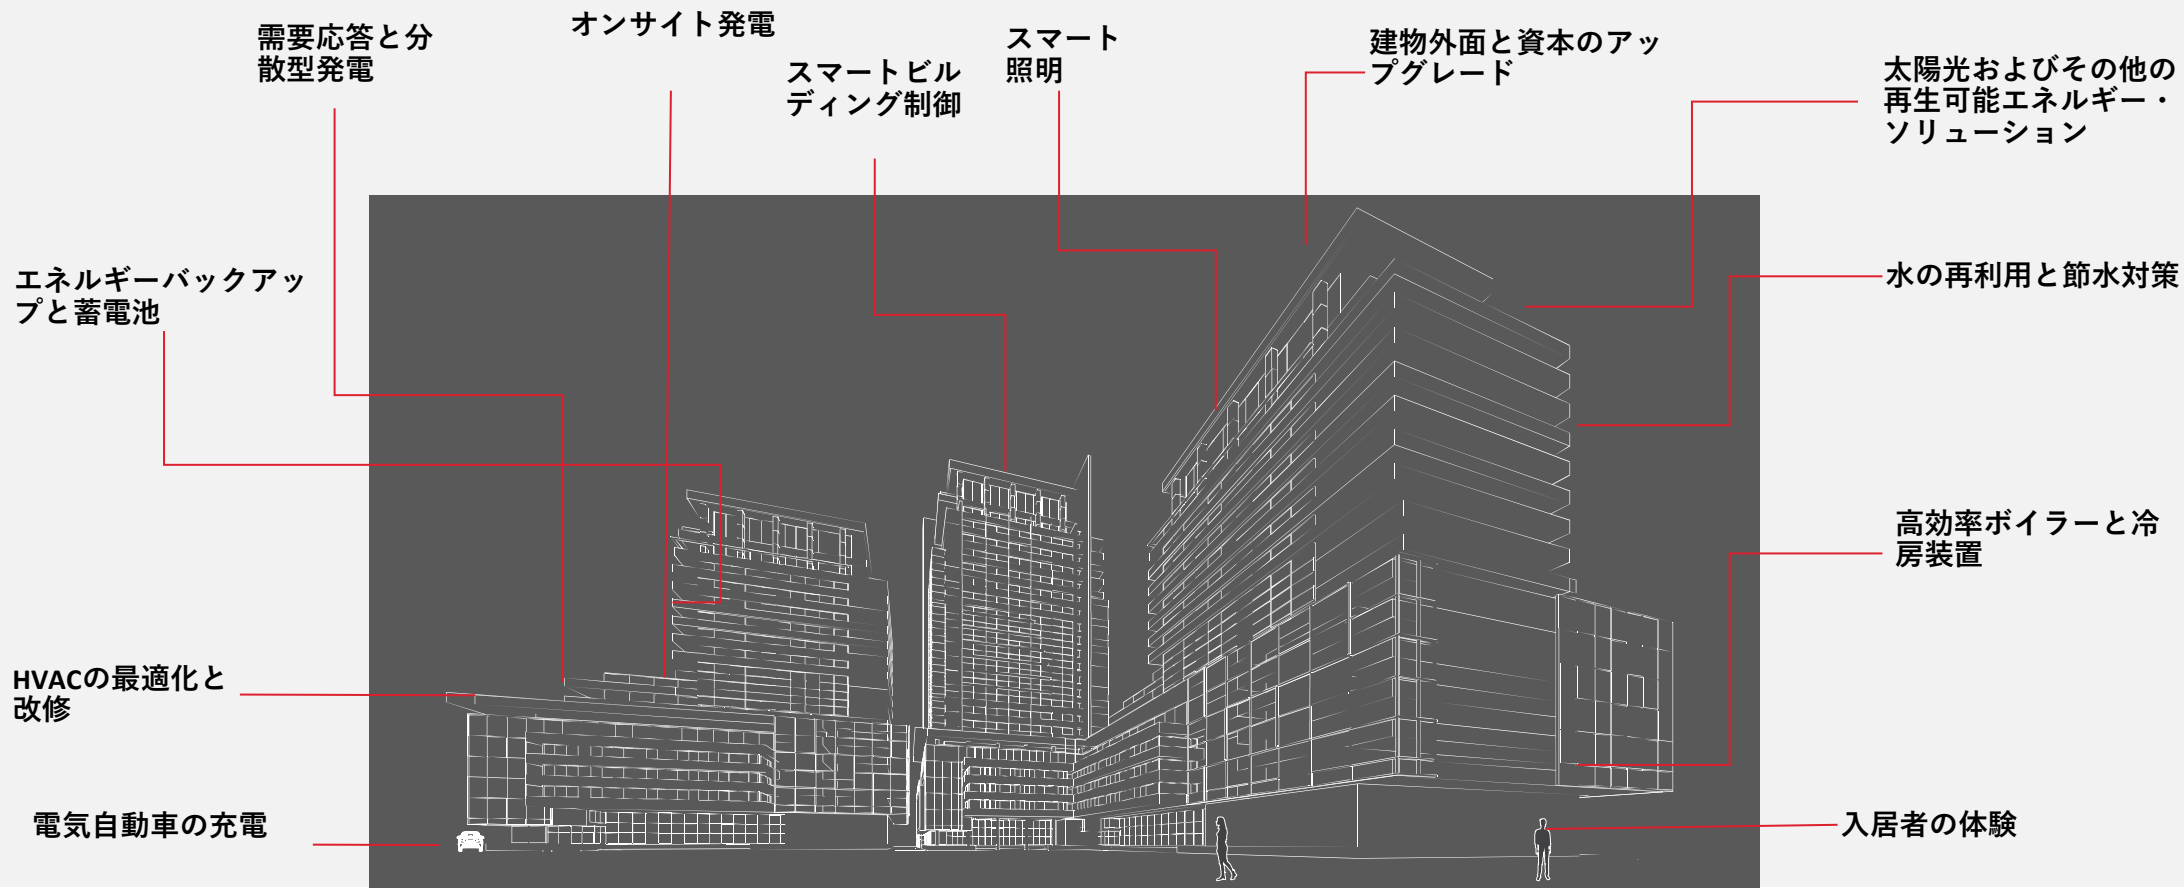 需要応答と分
散型発電
オンサイト発電
スマートビル
ディング制御
スマート
照明
建物外面と資本のアッ
プグレード
太陽光およびその他の
再生可能エネルギー・
ソリューション
エネルギーバックアッ
プと蓄電池
水の再利用と節水対策
高効率ボイラーと冷
房装置
HVACの最適化と
改修
電気自動車の充電
入居者の体験